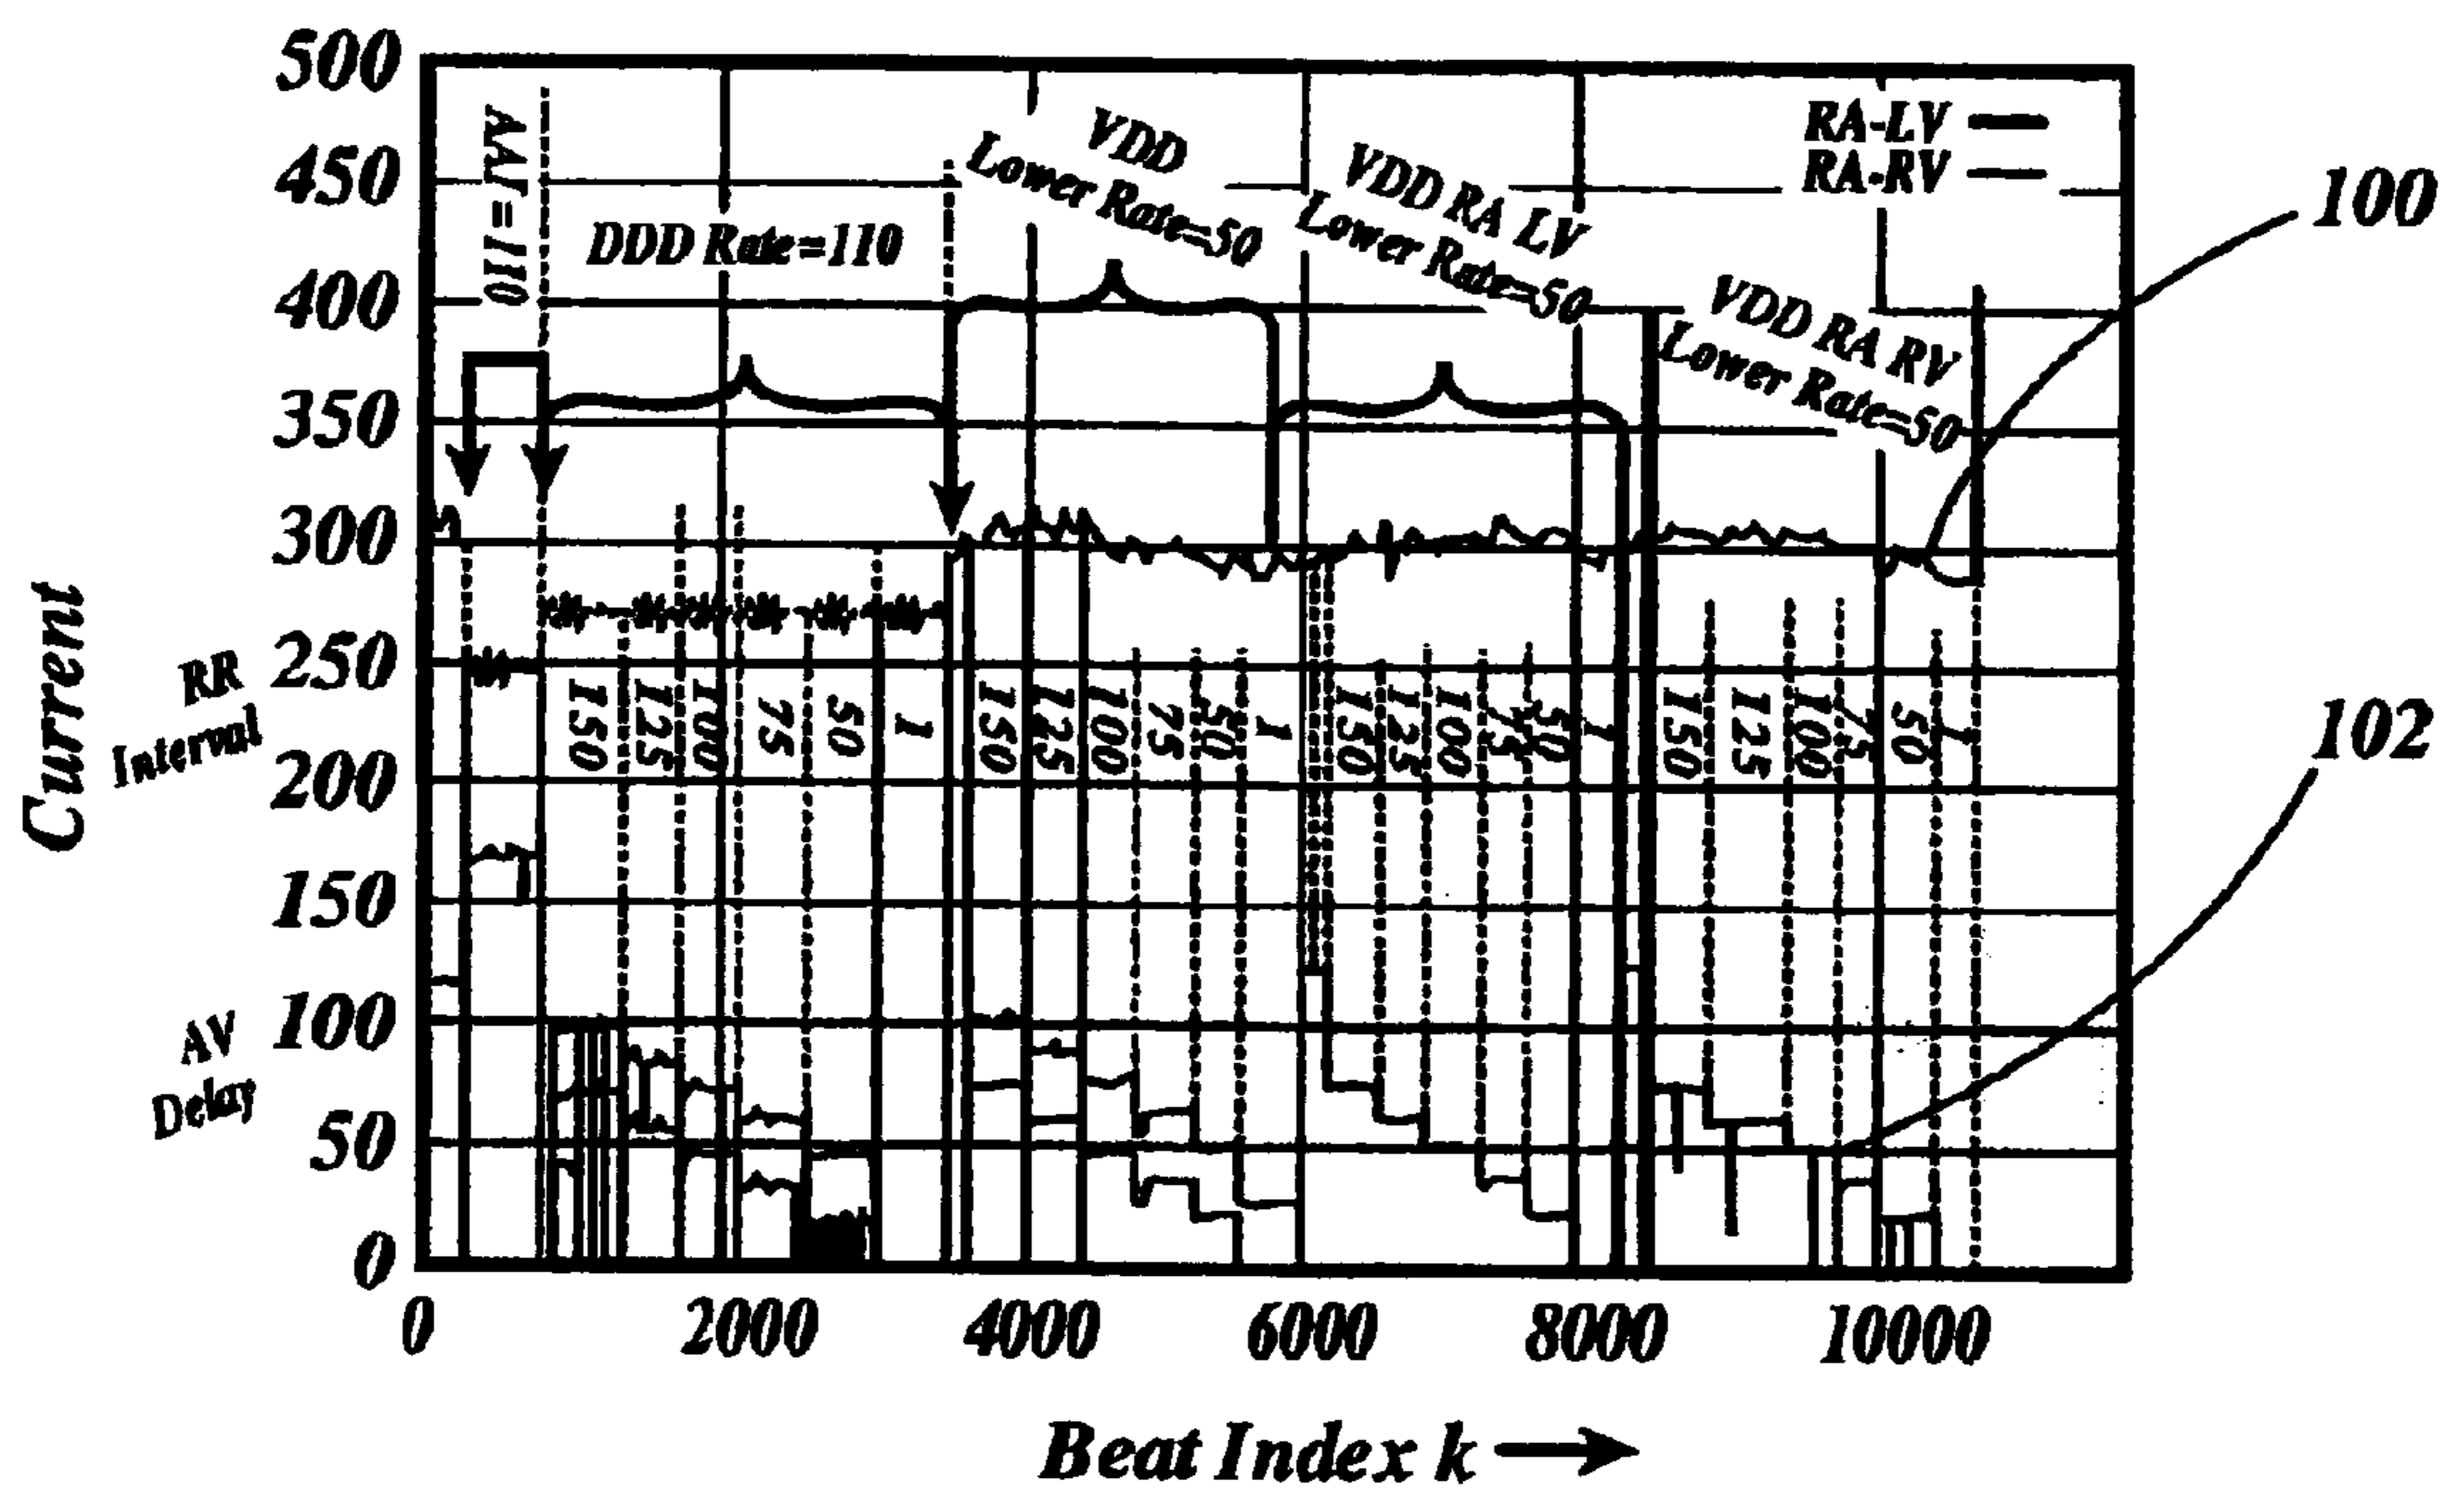 500
450
400
350
300
250
200
150
100
50
0
Current
RR
Interval
AV
Delay
=110
DDD Rate=110
VDD
Lower Rate=50
VDD RA LV
Lower Rate=50
VDD RA RV
Lower Rate=50
RA-LV
RA-RV
100
102
150
125
100
75
50
1
150
125
100
75
50
1
150
125
100
75
50
1
150
125
100
75
50
1
0
2000
4000
6000
8000
10000
Beat Index k